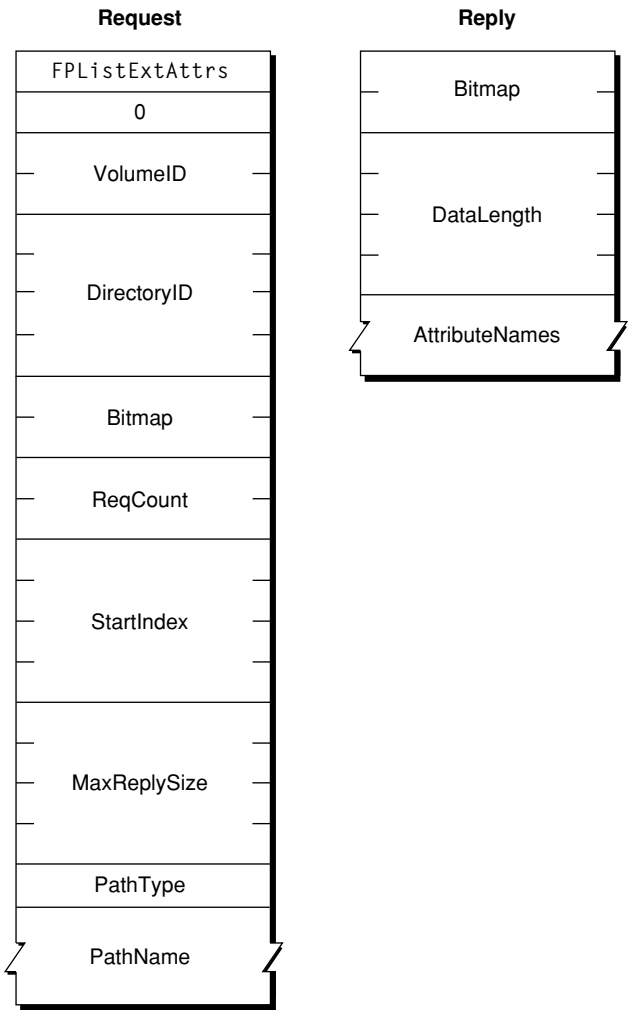 Request
FPListExtAttrs
0
VolumeID
DirectoryID
Bitmap
ReqCount
StartIndex
MaxReplySize
PathType
PathName
Reply
Bitmap
DataLength
AttributeNames